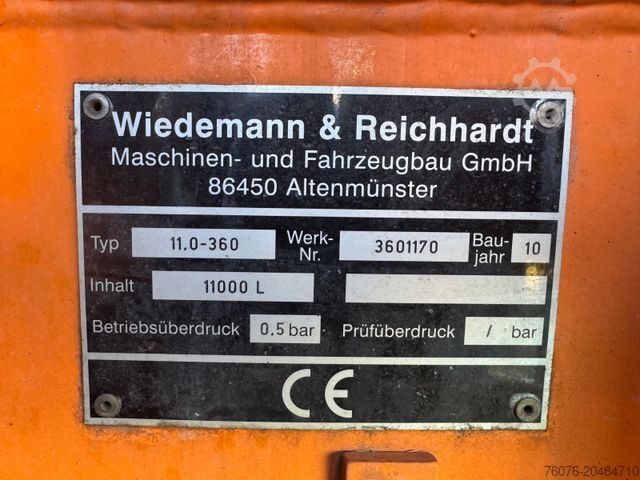 Wiedemann & Reichhardt
Maschinen- und Fahrzeugbau GmbH
86450 Altenmünster
Typ 11.0-360 Werk-Nr. 3601170 Bau-jahr 10
Inhalt 11000 L
Betriebsüberdruck 0.5 bar Prüfüberdruck / bar
CE
76076-20484710